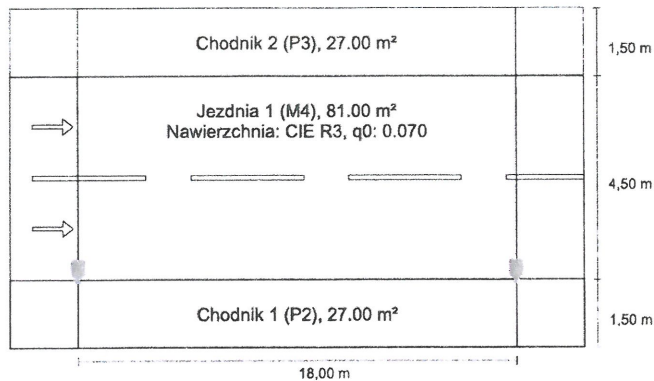 Chodnik 2 (P3), 27.00 m²
1,50 m
Jezdnia 1 (M4), 81.00 m²
Nawierzchnia: CIE R3, q0: 0.070
4,50 m
Chodnik 1 (P2), 27.00 m²
1,50 m
18,00 m